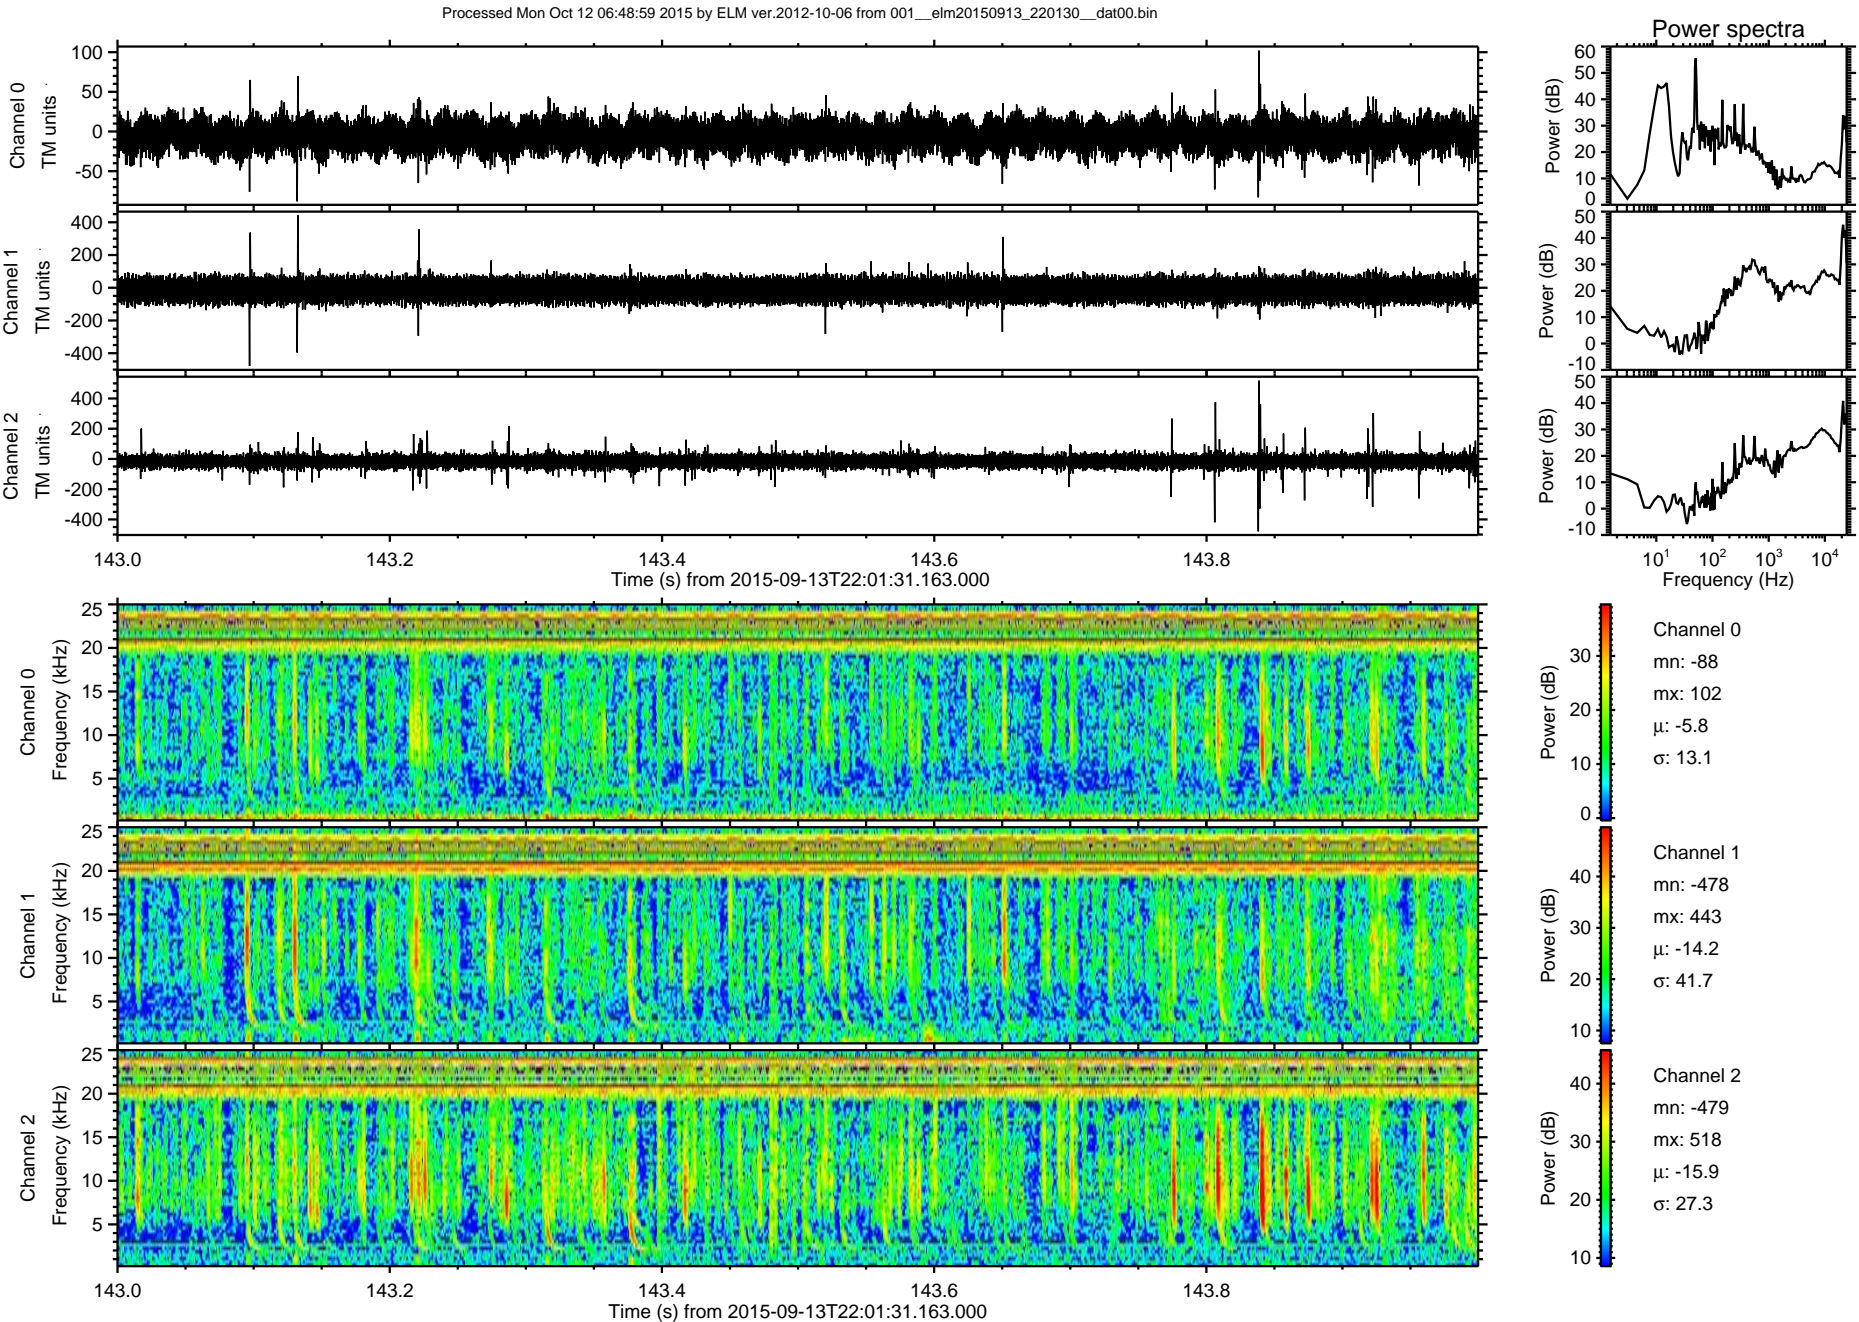 Processed Mon Oct 12 06:48:59 2015 by ELM ver.2012-10-06 from 001__elm20150913_220130__dat00.bin
Power spectra
Channel 0
TM units
100
50
0
-50
Power (dB)
60
50
40
30
20
10
0
Channel 1
TM units
400
200
0
-200
-400
Power (dB)
50
40
30
20
10
0
-10
Channel 2
TM units
400
200
0
-200
-400
Power (dB)
50
40
30
20
10
0
-10
143.0 143.2 143.4 143.6 143.8
Time (s) from 2015-09-13T22:01:31.163.000
10¹ 10² 10³ 10⁴
Frequency (Hz)
Channel 0
Frequency (kHz)
25
20
15
10
5
Power (dB)
30
20
10
0
Channel 0
mn: -88
mx: 102
μ: -5.8
σ: 13.1
Channel 1
Frequency (kHz)
25
20
15
10
5
Power (dB)
40
30
20
10
Channel 1
mn: -478
mx: 443
μ: -14.2
σ: 41.7
Channel 2
Frequency (kHz)
25
20
15
10
5
Power (dB)
40
30
20
10
Channel 2
mn: -479
mx: 518
μ: -15.9
σ: 27.3
143.0 143.2 143.4 143.6 143.8
Time (s) from 2015-09-13T22:01:31.163.000